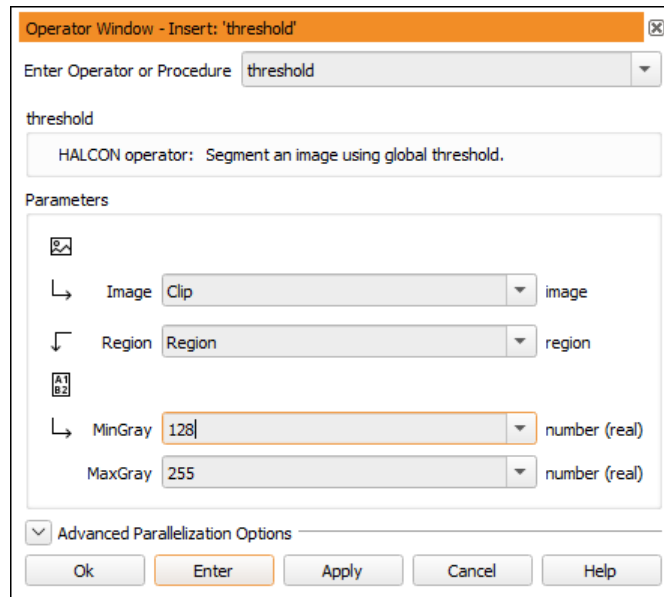 Operator Window - Insert: 'threshold'
Enter Operator or Procedure threshold
threshold
HALCON operator: Segment an image using global threshold.
Parameters
Image Clip image
Region Region region
A1
B2
MinGray 128 number (real)
MaxGray 255 number (real)
Advanced Parallelization Options
Ok Enter Apply Cancel Help